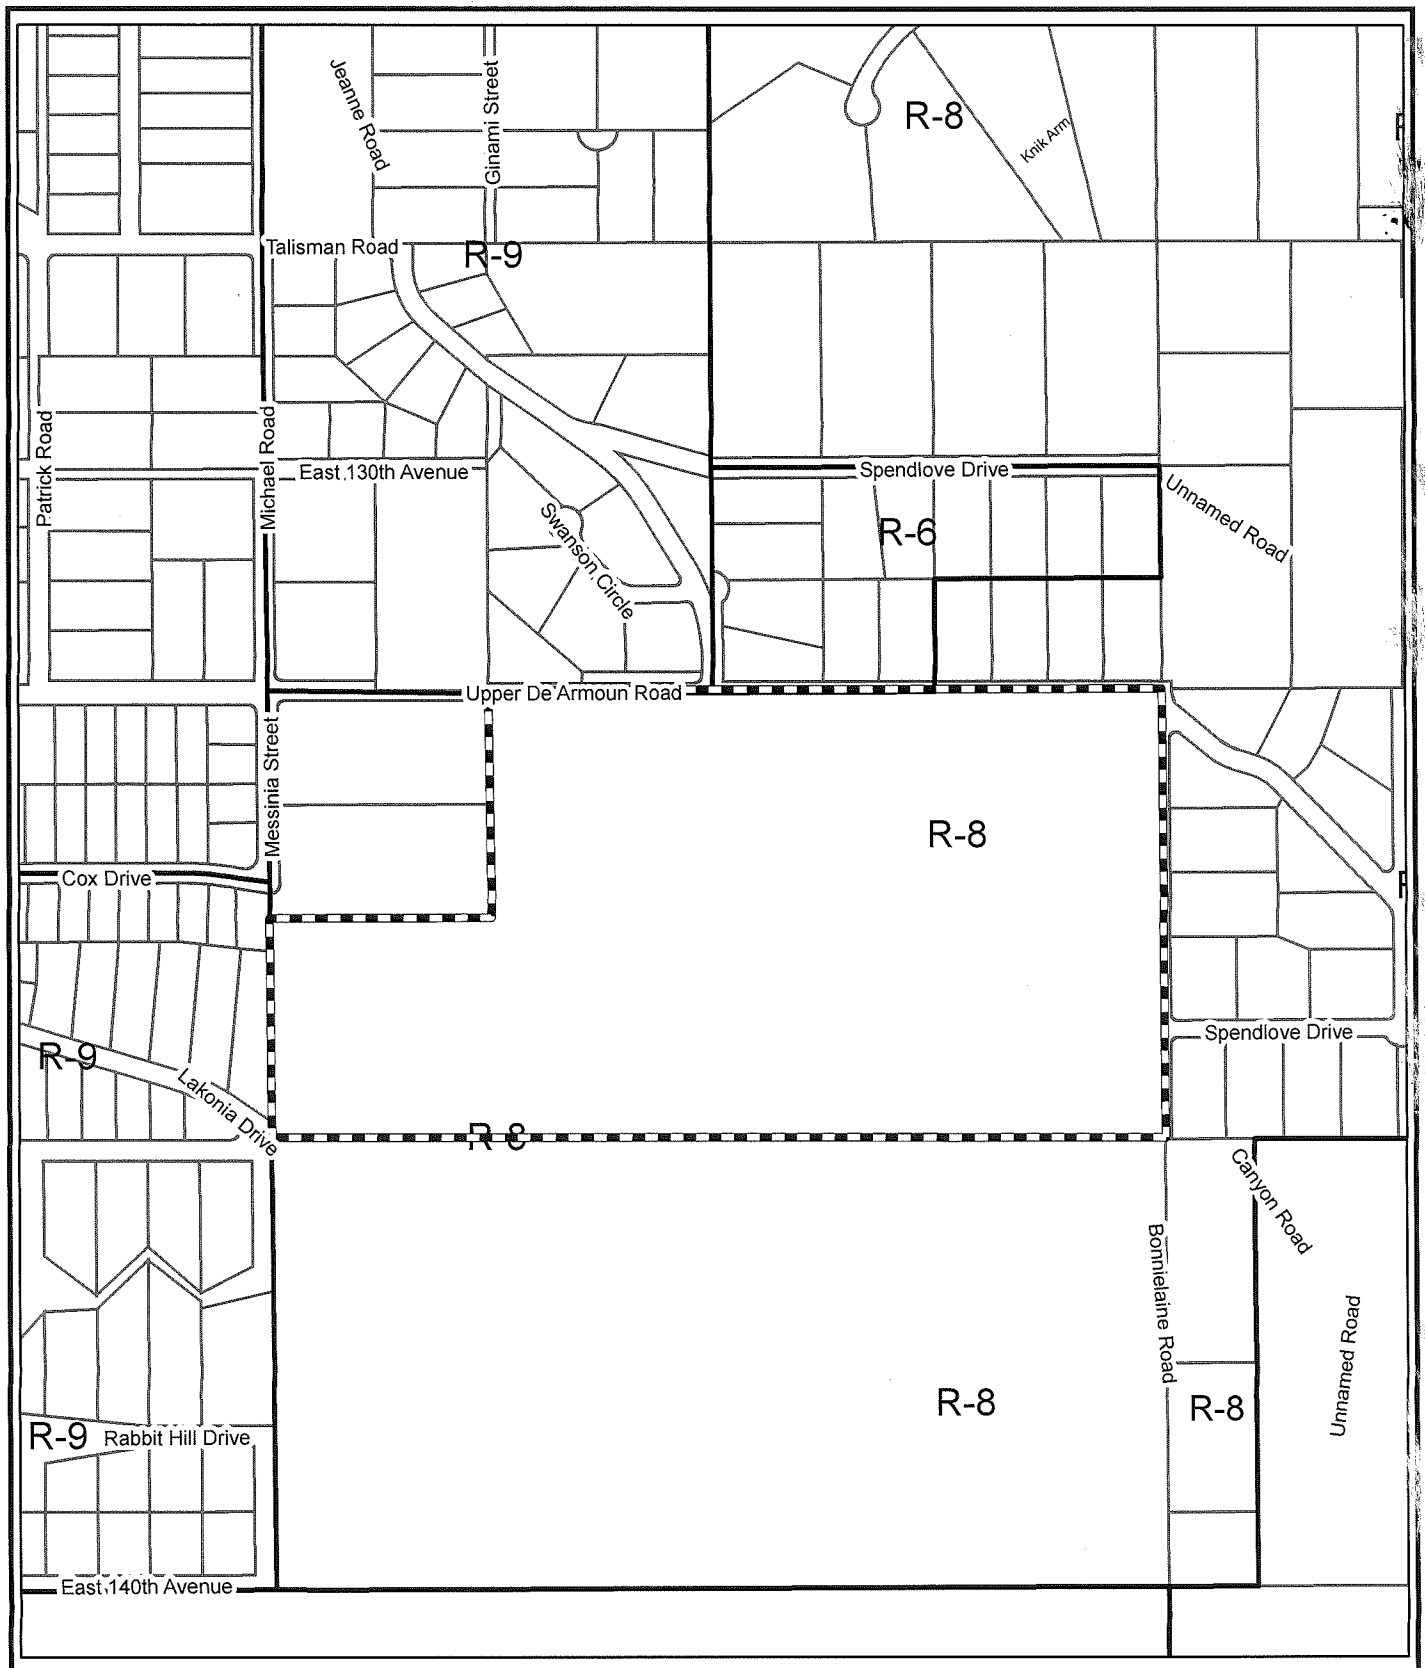 Jeanne Road
Ginami Street
R-8
Knik Arm
Talisman Road
R-9
Patrick Road
Michael Road
East 130th Avenue
Spendlove Drive
Unnamed Road
Swanson Circle
R-6
Upper De Armoun Road
Messinia Street
R-8
Cox Drive
Spendlove Drive
R-9
Lakonia Drive
R-8
Canyon Road
Bonnielaine Road
Unnamed Road
R-8
R-8
R-9
Rabbit Hill Drive
East 140th Avenue